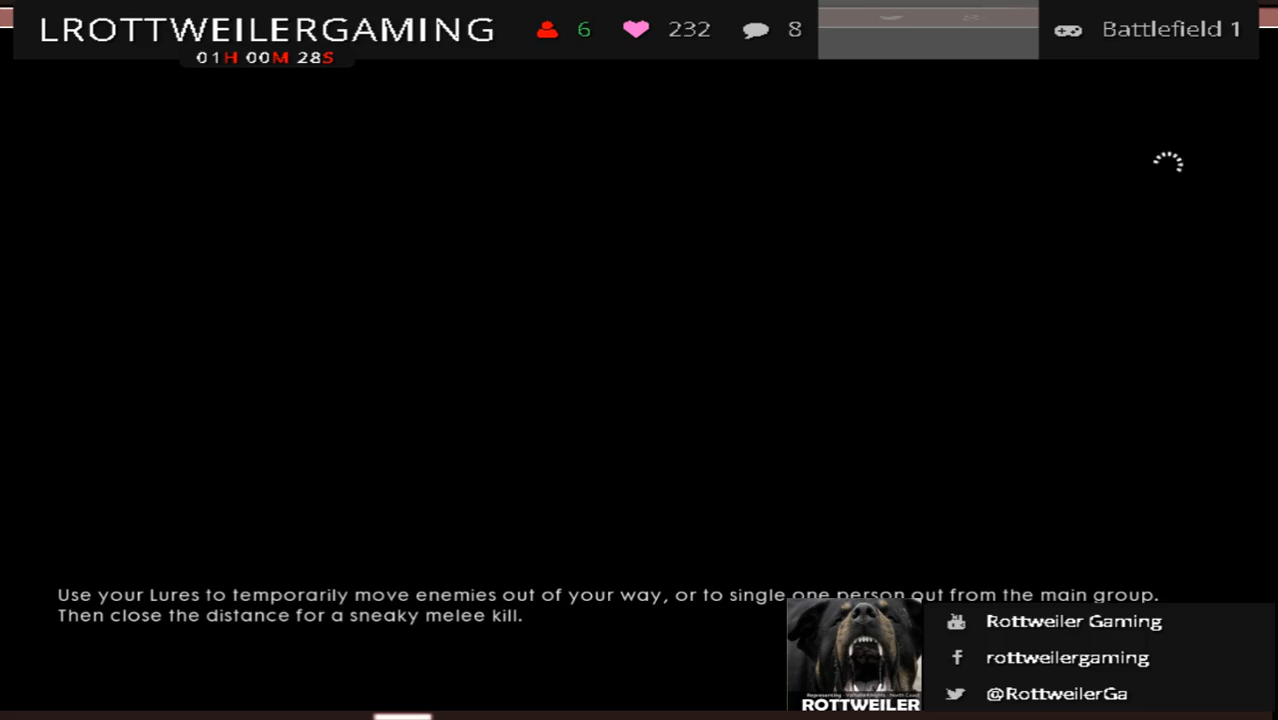 LROTTWEILERGAMING 6 232 8 Battlefield 1
01H 00M 28S
Use your Lures to temporarily move enemies out of your way, or to single one person out from the main group.
Then close the distance for a sneaky melee kill.
Rottweiler Gaming
rottweilergaming
@RottweilerGa
ROTTWEILER